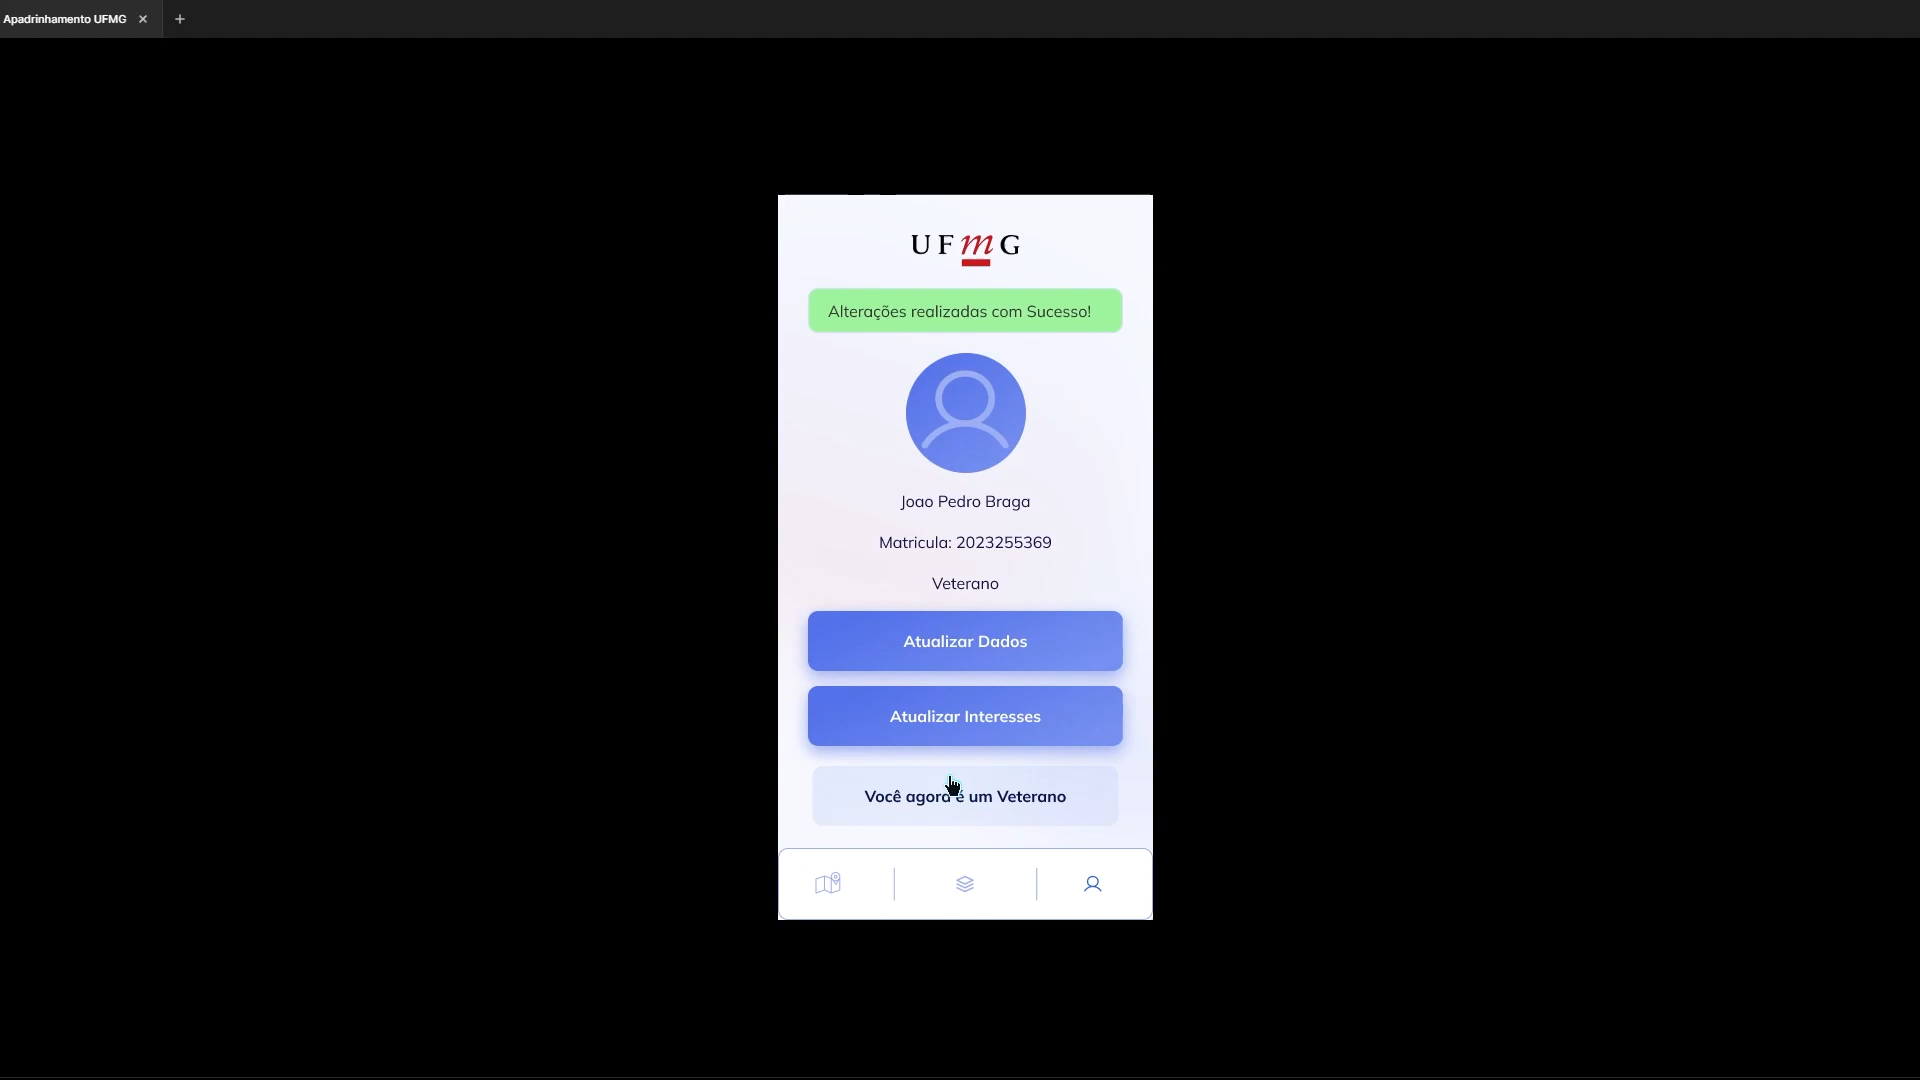 Apadrinhamento UFMG
UFmG
Alterações realizadas com Sucesso!
Joao Pedro Braga
Matricula: 2023255369
Veterano
Atualizar Dados
Atualizar Interesses
Você agora é um Veterano